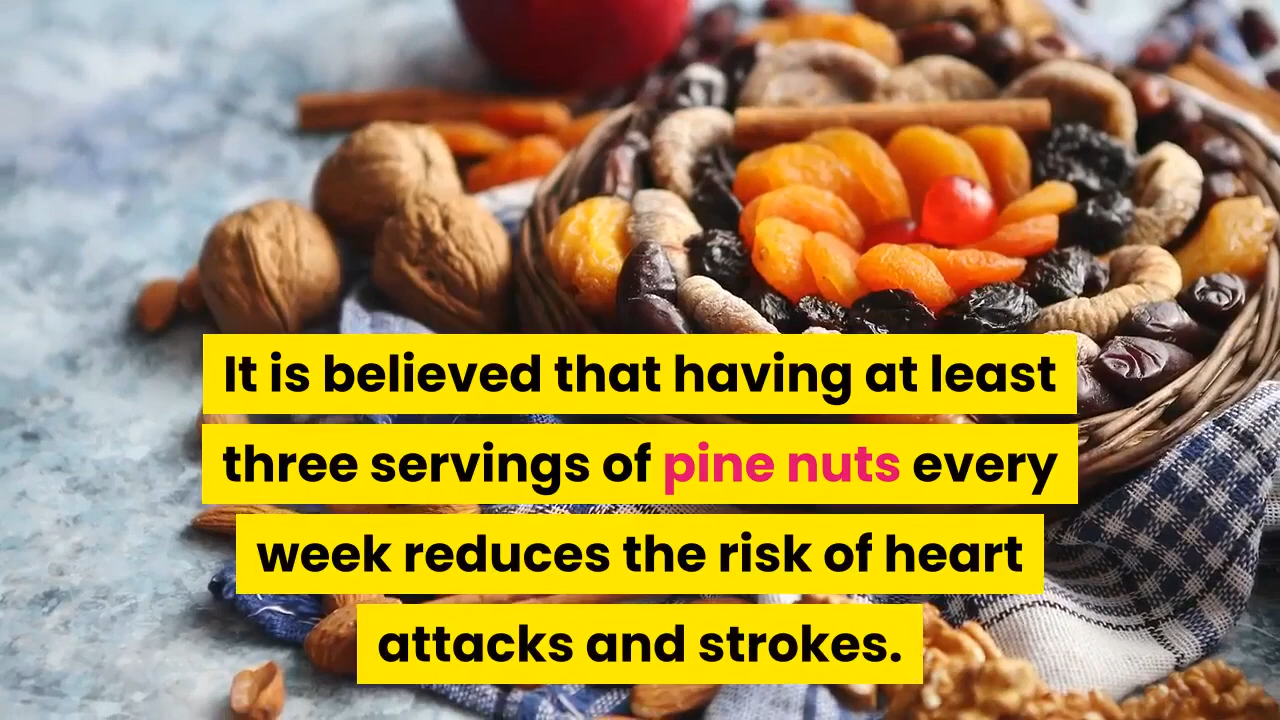 It is believed that having at least
three servings of pine nuts every
week reduces the risk of heart
attacks and strokes.